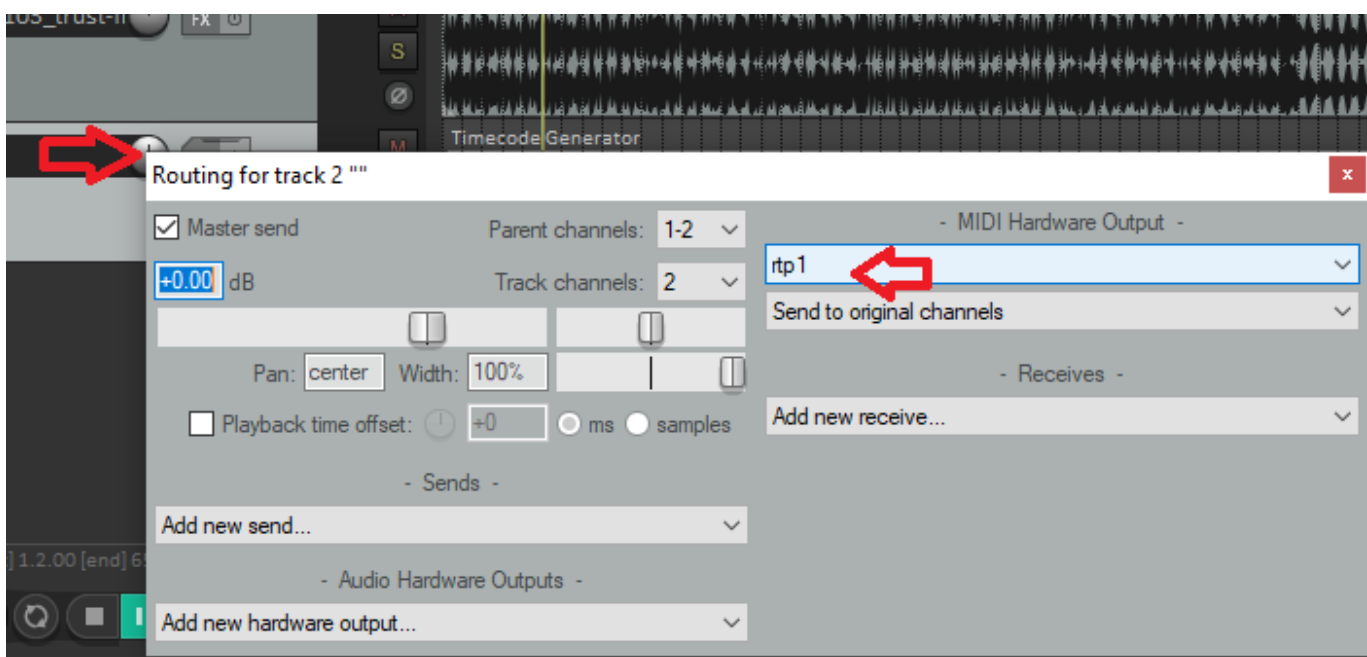 FX
S
M
Timecode Generator
Routing for track 2 ""
x
Master send
Parent channels: 1-2
+0.00 dB
Track channels: 2
Pan: center Width: 100%
Playback time offset: +0 ms samples
- Sends -
Add new send...
- Audio Hardware Outputs -
Add new hardware output...
- MIDI Hardware Output -
rtp1
Send to original channels
- Receives -
Add new receive...
1.2.00 [end]